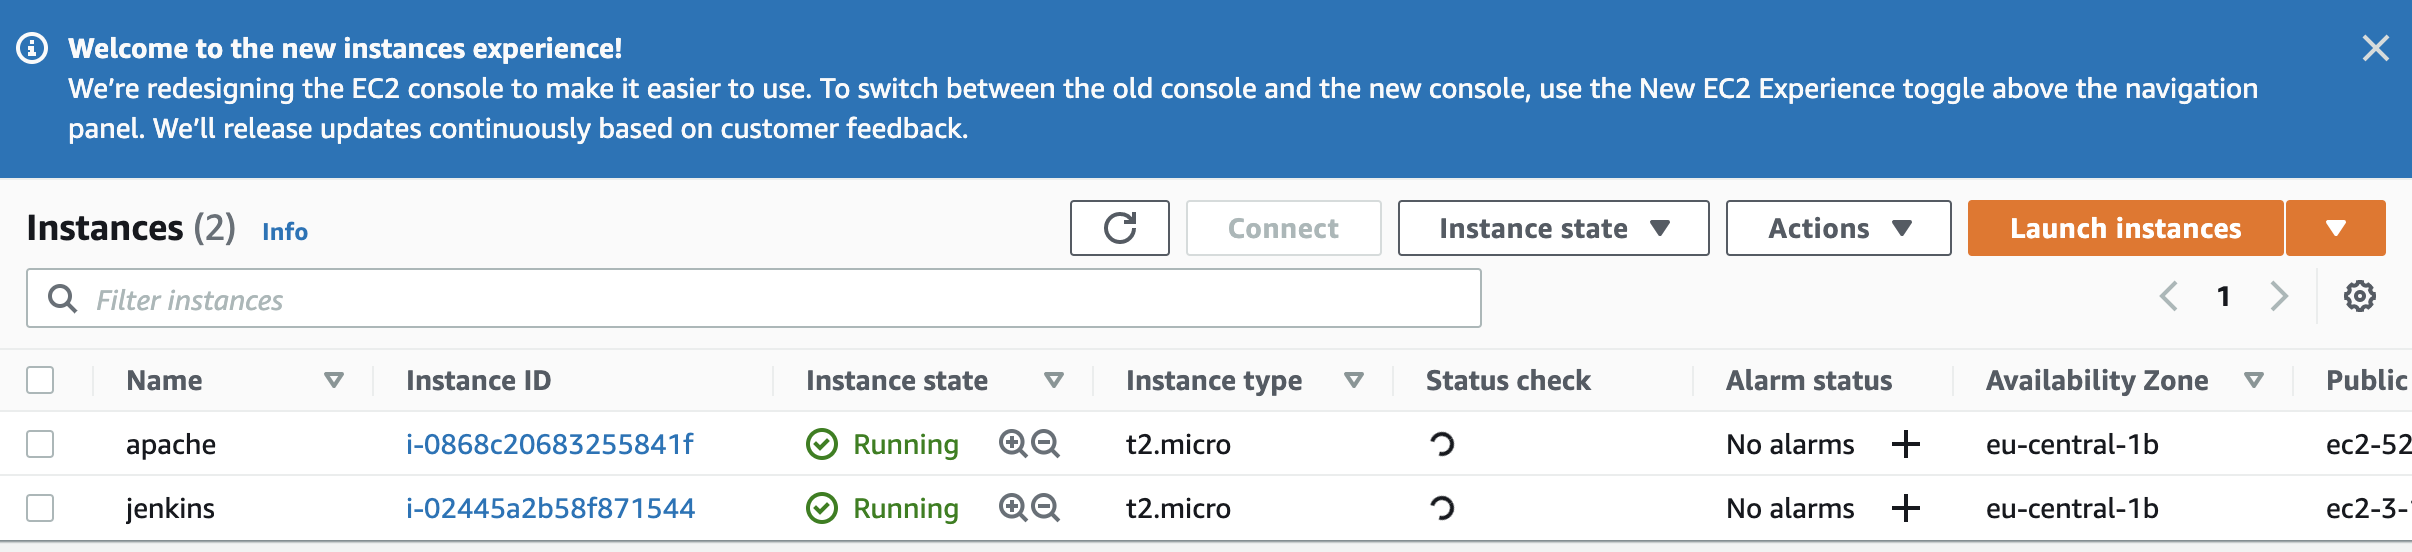 Welcome to the new instances experience!
We’re redesigning the EC2 console to make it easier to use. To switch between the old console and the new console, use the New EC2 Experience toggle above the navigation
panel. We’ll release updates continuously based on customer feedback.
Instances (2) Info Connect Instance state Actions Launch instances
Filter instances 1
Name Instance ID Instance state Instance type Status check Alarm status Availability Zone Public
apache i-0868c20683255841f Running t2.micro No alarms eu-central-1b ec2-52
jenkins i-02445a2b58f871544 Running t2.micro No alarms eu-central-1b ec2-3-